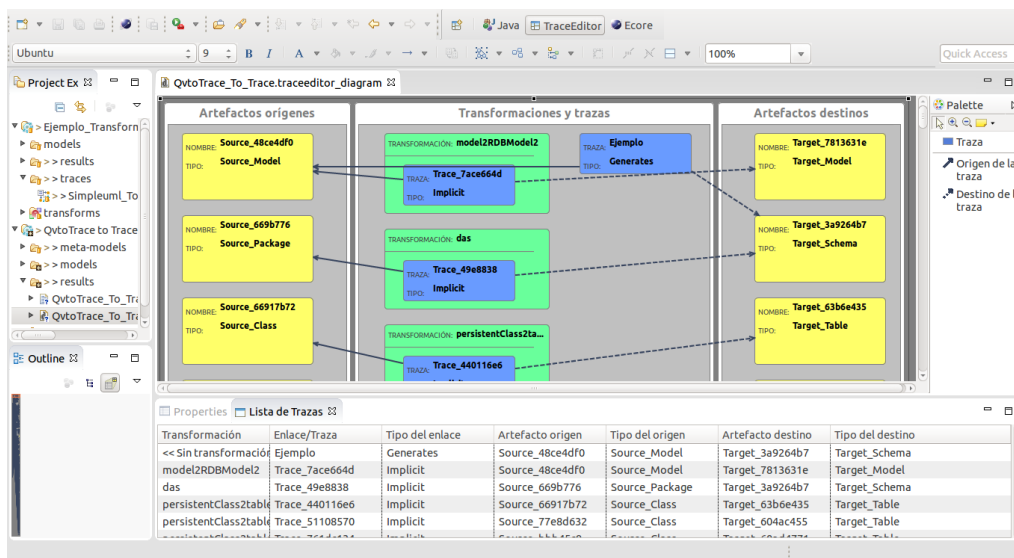 Java TraceEditor Ecore
Ubuntu 9 B I A 100% Quick Access
Project Ex
> Ejemplo_Transform
models
> > results
> > traces
> > Simpleuml_To
transforms
> QvtoTrace to Trace
> > meta-models
> > models
> > results
QvtoTrace_To_Tra
QvtoTrace_To_Tra
Outline
QvtoTrace_To_Trace.traceeditor_diagram
Artefactos orígenes Transformaciones y trazas Artefactos destinos
NOMBRE: Source_48ce4df0
TIPO: Source_Model
NOMBRE: Source_669b776
TIPO: Source_Package
NOMBRE: Source_66917b72
TIPO: Source_Class
TRANSFORMACIÓN: model2RDBModel2
TRAZA: Trace_7ace664d
TIPO: Implicit
TRAZA: Ejemplo
TIPO: Generates
TRANSFORMACIÓN: das
TRAZA: Trace_49e8838
TIPO: Implicit
TRANSFORMACIÓN: persistentClass2ta...
TRAZA: Trace_440116e6
NOMBRE: Target_7813631e
TIPO: Target_Model
NOMBRE: Target_3a9264b7
TIPO: Target_Schema
NOMBRE: Target_63b6e435
TIPO: Target_Table
Palette
Traza
Origen de la
traza
Destino de l
traza
Properties Lista de Trazas
Transformación Enlace/Traza Tipo del enlace Artefacto origen Tipo del origen Artefacto destino Tipo del destino
<< Sin transformación Ejemplo Generates Source_48ce4df0 Source_Model Target_3a9264b7 Target_Schema
model2RDBModel2 Trace_7ace664d Implicit Source_48ce4df0 Source_Model Target_7813631e Target_Model
das Trace_49e8838 Implicit Source_669b776 Source_Package Target_3a9264b7 Target_Schema
persistentClass2table Trace_440116e6 Implicit Source_66917b72 Source_Class Target_63b6e435 Target_Table
persistentClass2table Trace_51108570 Implicit Source_77e8d632 Source_Class Target_604ac455 Target_Table